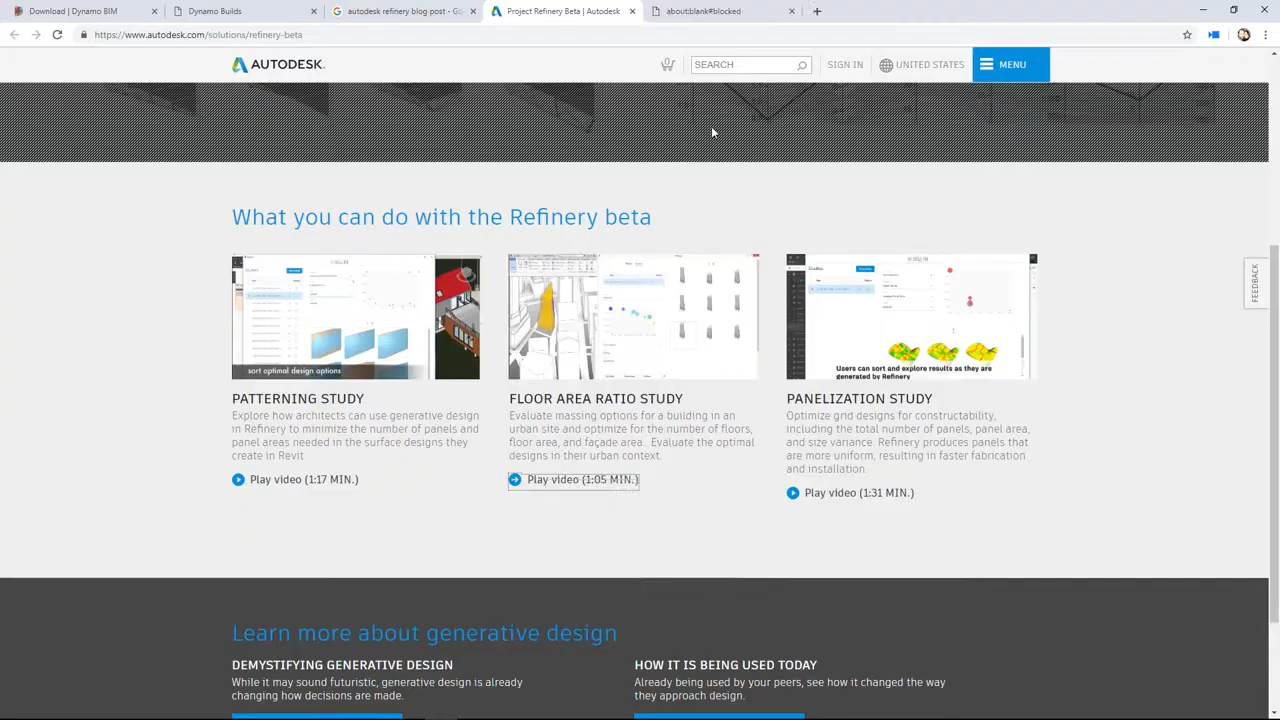 Download | Dynamo BIM
Dynamo Builds
autodesk refinery blog post - Go
Project Refinery Beta | Autodesk
about:blank#blocked
https://www.autodesk.com/solutions/refinery-beta
AUTODESK
0
SEARCH
SIGN IN
UNITED STATES
MENU
What you can do with the Refinery beta
FEEDBACK
sort optimal design options
Users can sort and explore results as they are
generated by Refinery
PATTERNING STUDY
Explore how architects can use generative design
in Refinery to minimize the number of panels and
panel areas needed in the surface designs they
create in Revit
Play video (1:17 MIN.)
FLOOR AREA RATIO STUDY
Evaluate massing options for a building in an
urban site and optimize for the number of floors,
floor area, and façade area. Evaluate the optimal
designs in their urban context.
Play video (1:05 MIN.)
PANELIZATION STUDY
Optimize grid designs for constructability,
including the total number of panels, panel area,
and size variance. Refinery produces panels that
are more uniform, resulting in faster fabrication
and installation.
Play video (1:31 MIN.)
Learn more about generative design
DEMYSTIFYING GENERATIVE DESIGN
While it may sound futuristic, generative design is already
changing how decisions are made.
HOW IT IS BEING USED TODAY
Already being used by your peers, see how it changed the way
they approach design.